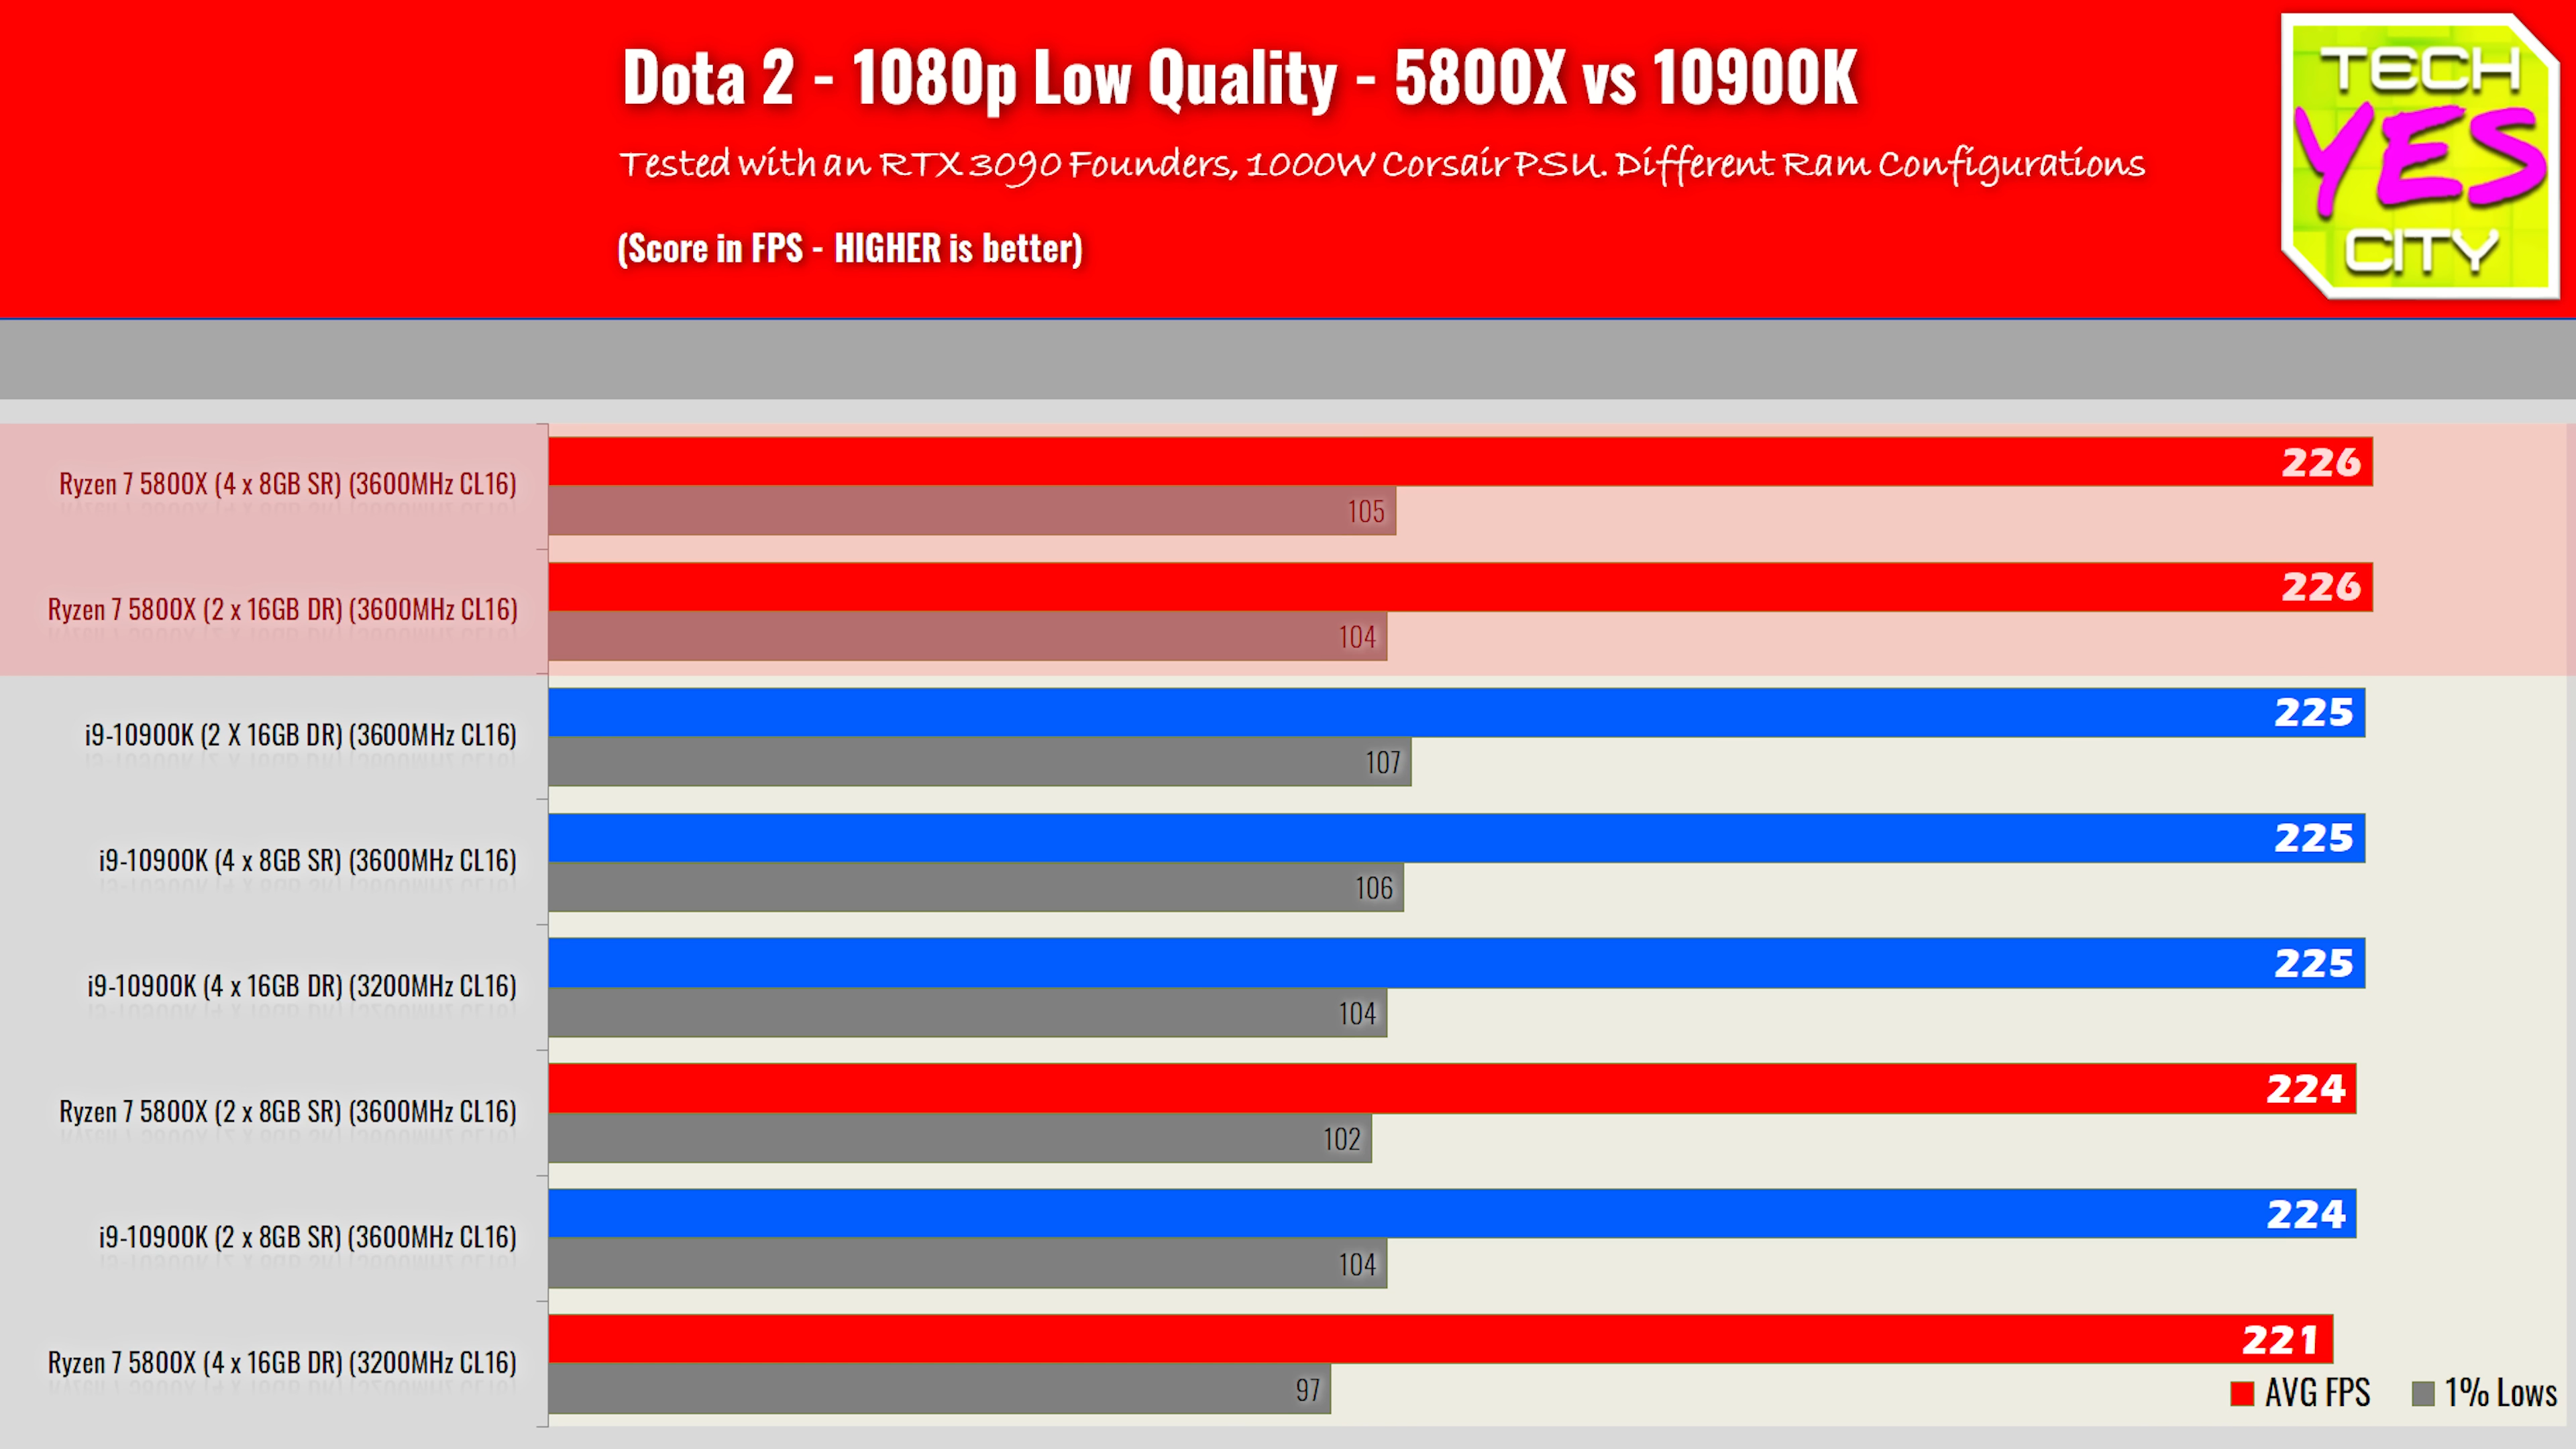 Dota 2 - 1080p Low Quality - 5800X vs 10900K
Tested with an RTX 3090 Founders, 1000W Corsair PSU. Different Ram Configurations
(Score in FPS - HIGHER is better)
TECH
YES
CITY
Ryzen 7 5800X (4 x 8GB SR) (3600MHz CL16)
226
105
Ryzen 7 5800X (2 x 16GB DR) (3600MHz CL16)
226
104
i9-10900K (2 X 16GB DR) (3600MHz CL16)
225
107
i9-10900K (4 x 8GB SR) (3600MHz CL16)
225
106
i9-10900K (4 x 16GB DR) (3200MHz CL16)
225
104
Ryzen 7 5800X (2 x 8GB SR) (3600MHz CL16)
224
102
i9-10900K (2 x 8GB SR) (3600MHz CL16)
224
104
Ryzen 7 5800X (4 x 16GB DR) (3200MHz CL16)
221
97
AVG FPS
1% Lows